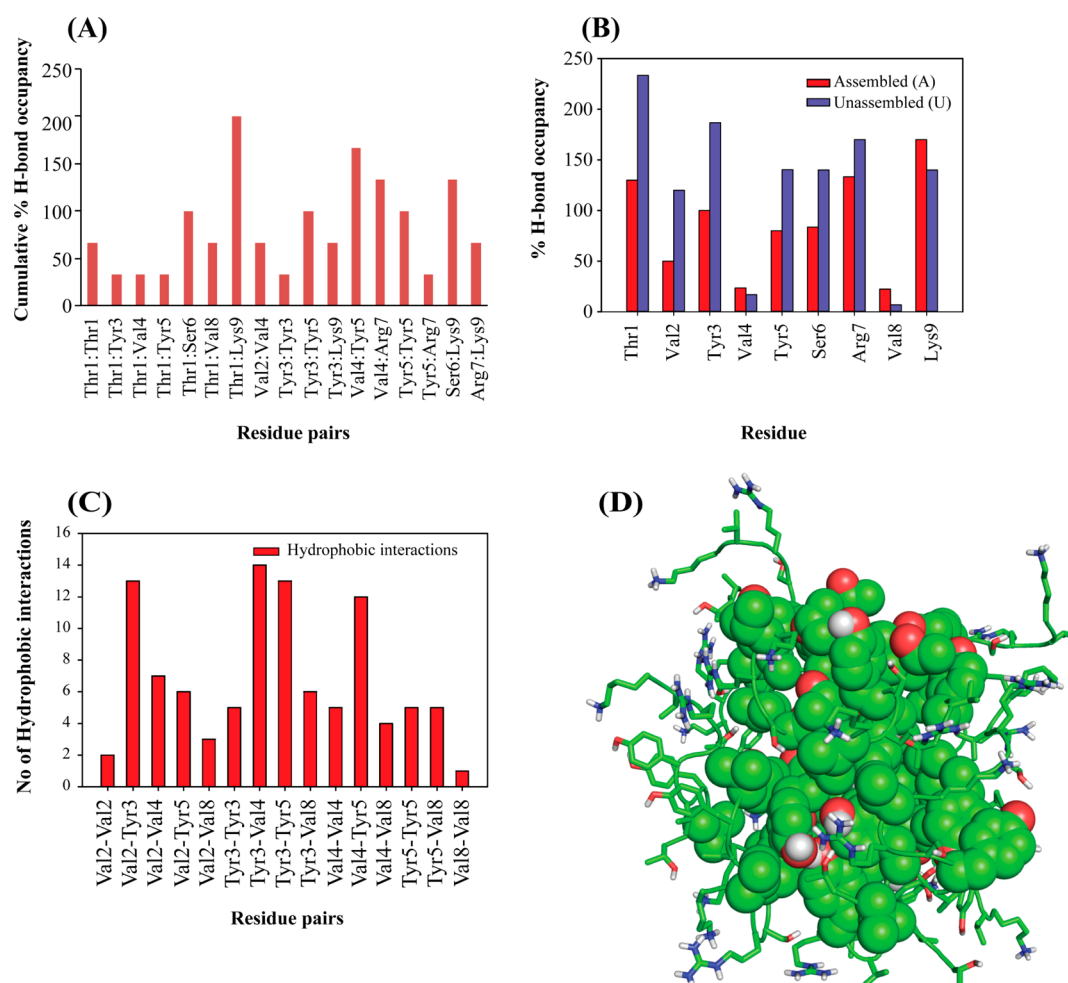 (A)
Cumulative % H-bond occupancy
250
200
150
100
50
0
Thr1:Thr1
Thr1:Tyr3
Thr1:Val4
Thr1:Tyr5
Thr1:Ser6
Thr1:Val8
Thr1:Lys9
Val2:Val4
Tyr3:Tyr3
Tyr3:Tyr5
Tyr3:Lys9
Val4:Tyr5
Val4:Arg7
Tyr5:Tyr5
Tyr5:Arg7
Ser6:Lys9
Arg7:Lys9
Residue pairs
(B)
% H-bond occupancy
250
200
150
100
50
0
Assembled (A)
Unassembled (U)
Thr1
Val2
Tyr3
Val4
Tyr5
Ser6
Arg7
Val8
Lys9
Residue
(C)
No of Hydrophobic interactions
16
14
12
10
8
6
4
2
0
Hydrophobic interactions
Val2-Val2
Val2-Tyr3
Val2-Val4
Val2-Tyr5
Val2-Val8
Tyr3-Tyr3
Tyr3-Val4
Tyr3-Tyr5
Tyr3-Val8
Val4-Val4
Val4-Tyr5
Val4-Val8
Tyr5-Tyr5
Tyr5-Val8
Val8-Val8
Residue pairs
(D)